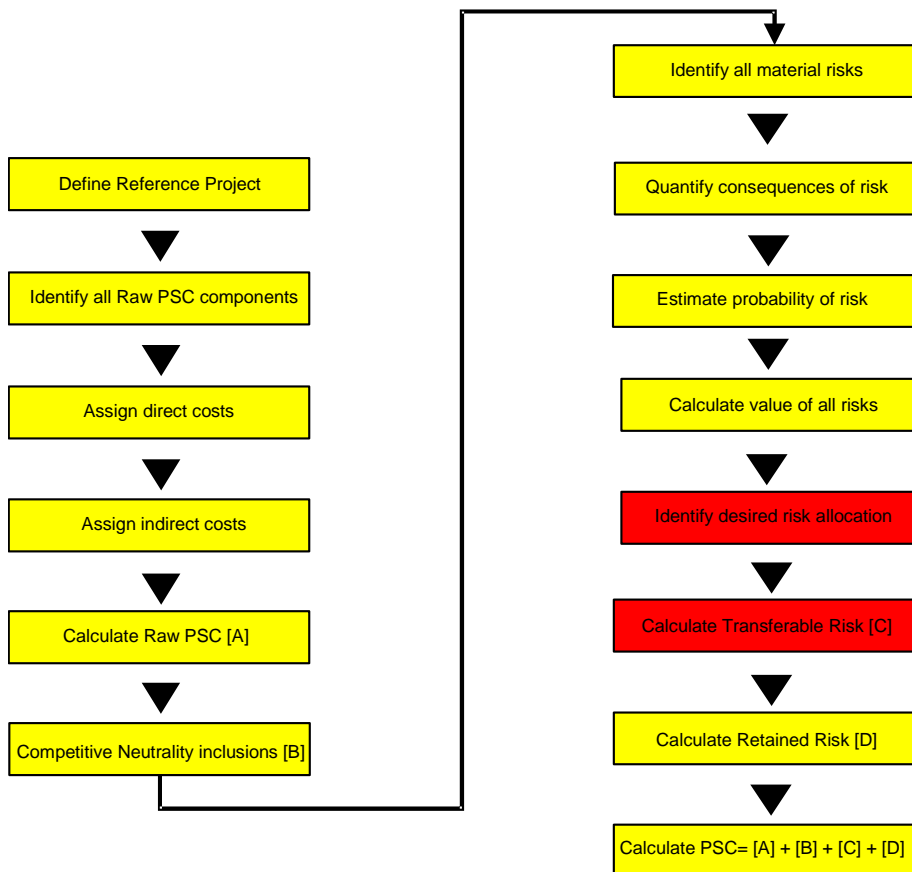 Define Reference Project
Identify all Raw PSC components
Assign direct costs
Assign indirect costs
Calculate Raw PSC [A]
Competitive Neutrality inclusions [B]
Identify all material risks
Quantify consequences of risk
Estimate probability of risk
Calculate value of all risks
Identify desired risk allocation
Calculate Transferable Risk [C]
Calculate Retained Risk [D]
Calculate PSC= [A] + [B] + [C] + [D]